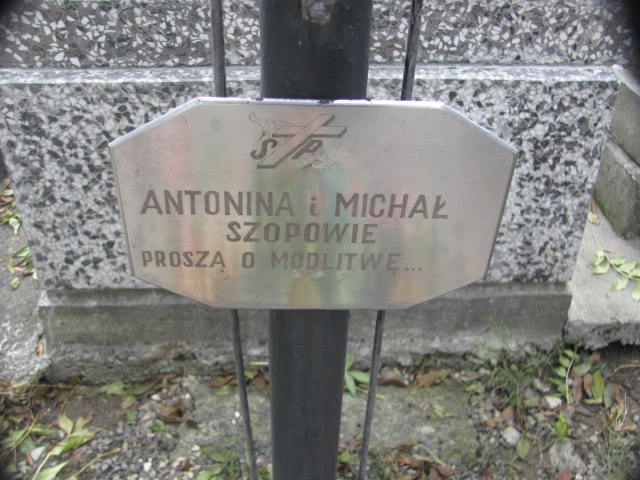 S P
ANTONINA i MICHAŁ
SZOPOWIE
PROSZĄ O MODLITWĘ...